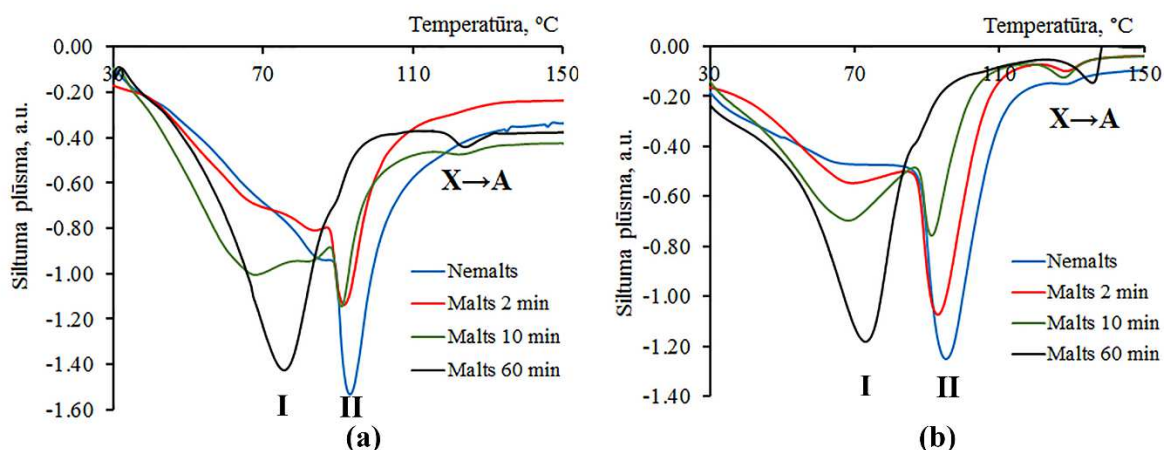 Temperatūra, °C
0.00
30
70
110
150
-0.20
-0.40
-0.60
-0.80
-1.00
-1.20
-1.40
-1.60
Siltuma plūsma, a.u.
X→A
Nemalts
Malts 2 min
Malts 10 min
Malts 60 min
I
II
(a)
Temperatūra, °C
0.00
30
70
110
150
-0.20
-0.40
-0.60
-0.80
-1.00
-1.20
-1.40
Siltuma plūsma, a.u.
X→A
Nemalts
Malts 2 min
Malts 10 min
Malts 60 min
I
II
(b)